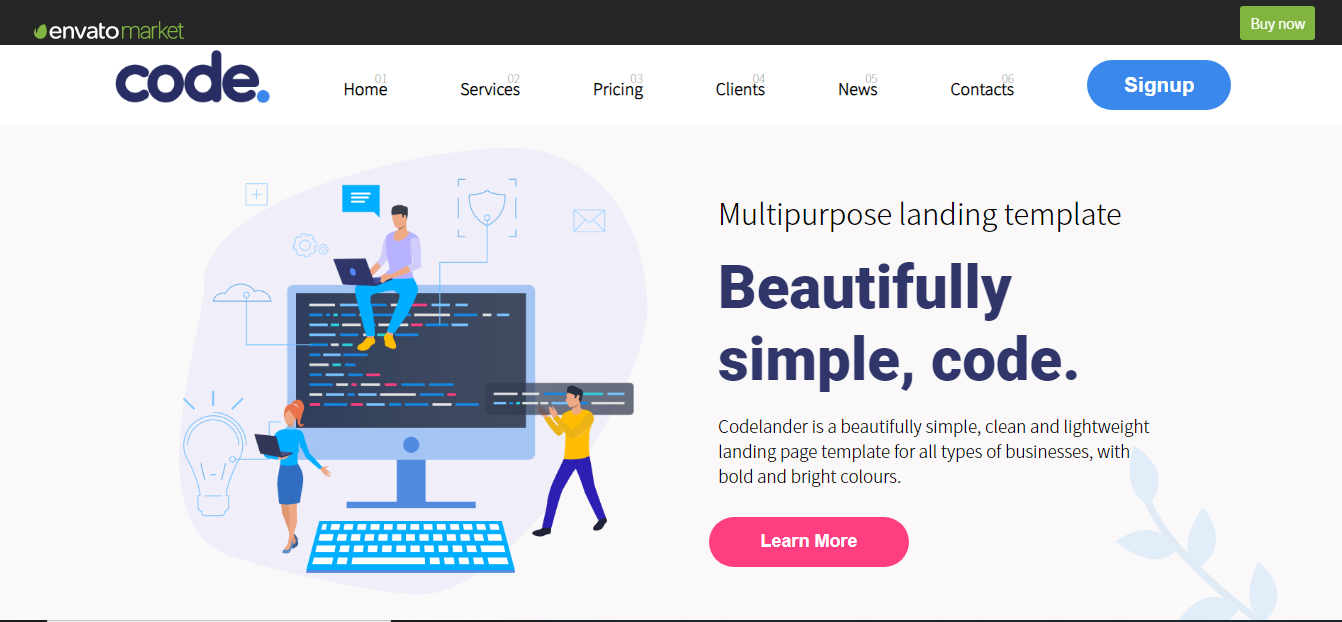 envatomarket
Buy now
code.
01
Home
02
Services
03
Pricing
04
Clients
05
News
06
Contacts
Signup
Multipurpose landing template
Beautifully
simple, code.
Codelander is a beautifully simple, clean and lightweight
landing page template for all types of businesses, with
bold and bright colours.
Learn More